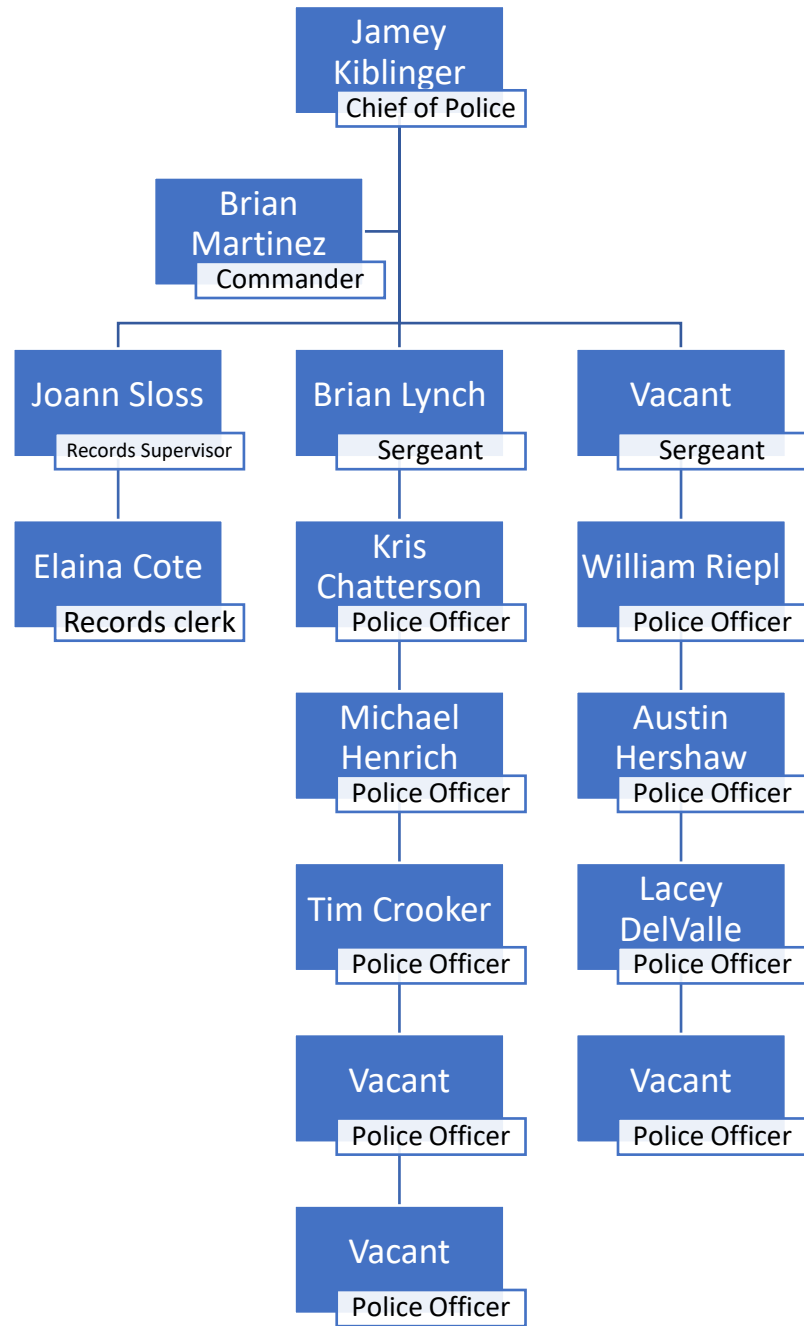 Jamey
Kiblinger
Chief of Police
Brian
Martinez
Commander
Joann Sloss
Records Supervisor
Brian Lynch
Sergeant
Vacant
Sergeant
Elaina Cote
Records clerk
Kris
Chatterson
Police Officer
William Riepl
Police Officer
Michael
Henrich
Police Officer
Austin
Hershaw
Police Officer
Tim Crooker
Police Officer
Lacey
DelValle
Police Officer
Vacant
Police Officer
Vacant
Police Officer
Vacant
Police Officer